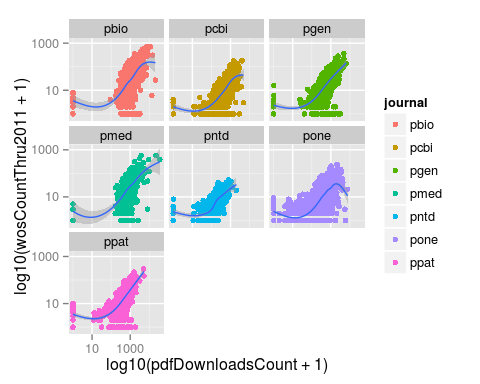 pbio pcbi pgen
1000
10
pmed pntd pone
1000
10
ppat
1000
10
10 1000
log10(pdfDownloadsCount + 1)
log10(wosCountThru2011 + 1)
journal
pbio
pcbi
pgen
pmed
pntd
pone
ppat